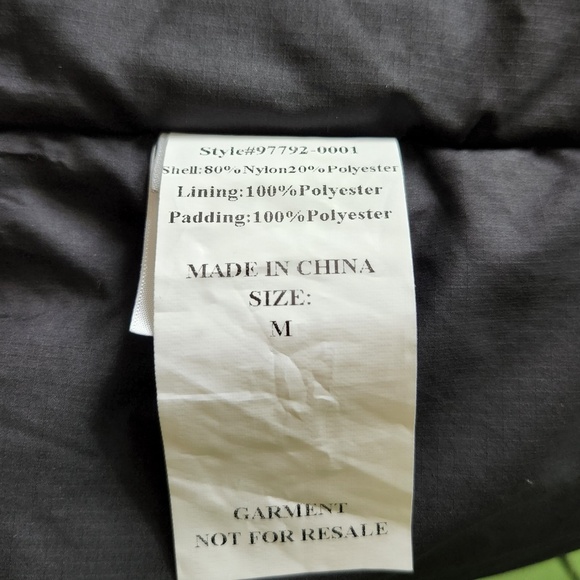 Style#97792-0001
Shell:80%Nylon20%Polyester
Lining:100%Polyester
Padding:100%Polyester
MADE IN CHINA
SIZE:
M
GARMENT
NOT FOR RESALE